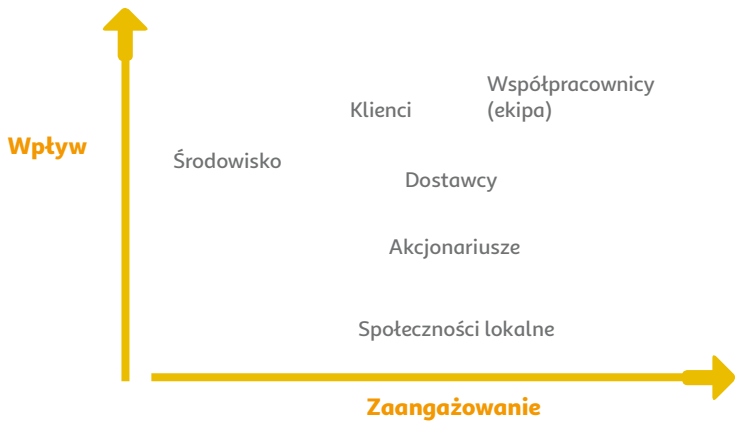 Współpracownicy
(ekipa)
Klienci
Wpływ
Środowisko
Dostawcy
Akcjonariusze
Społeczności lokalne
Zaangażowanie